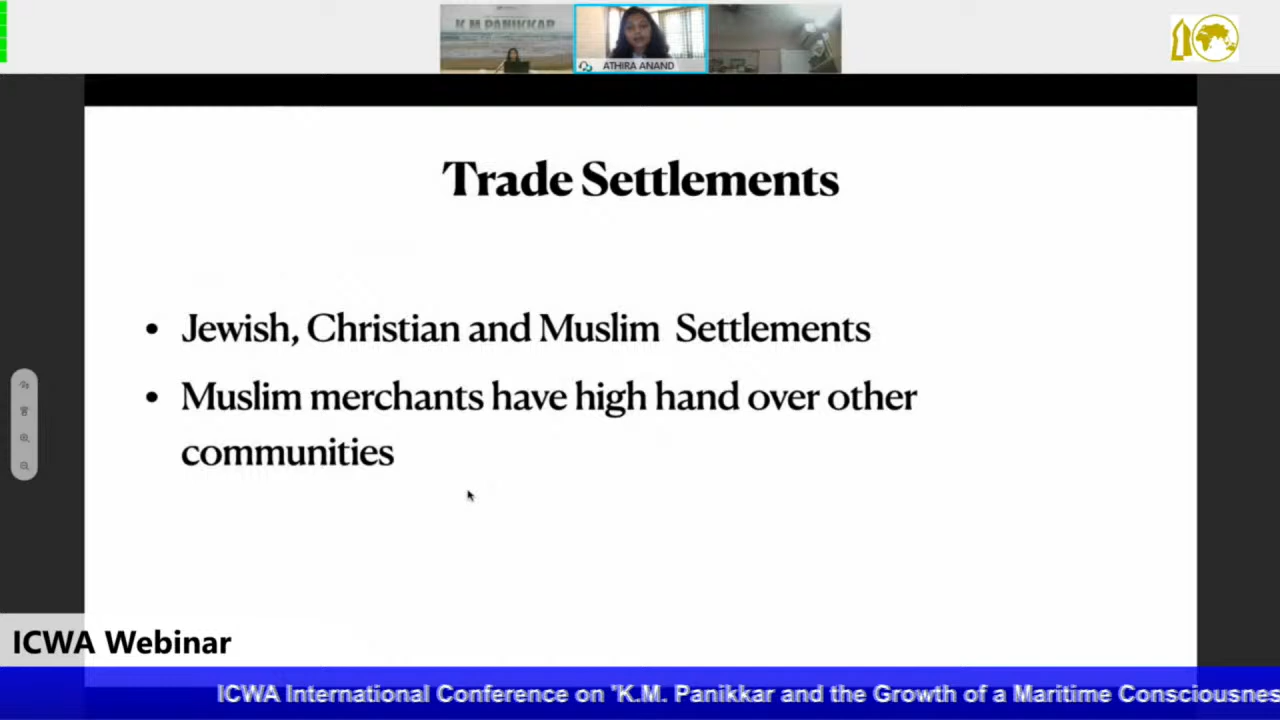 K M PANIKKAR
ATHIRA ANAND
Trade Settlements
• Jewish, Christian and Muslim Settlements
• Muslim merchants have high hand over other
communities
ICWA Webinar
ICWA International Conference on 'K.M. Panikkar and the Growth of a Maritime Consciousnes